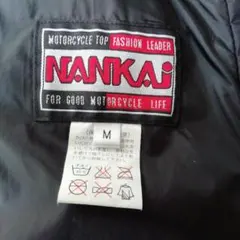 MOTORCYCLE TOP FASHION LEADER
NANKAI
FOR GOOD MOTORCYCLE LIFE
M